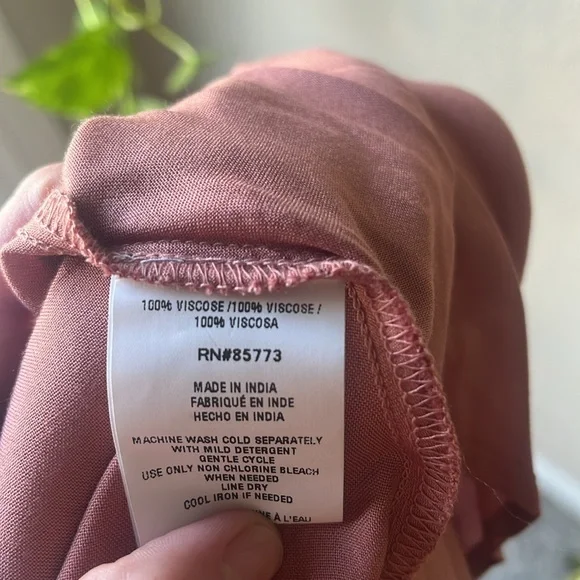 100% VISCOSE /100% VISCOSE /
100% VISCOSA
RN#85773
MADE IN INDIA
FABRIQUÉ EN INDE
HECHO EN INDIA
MACHINE WASH COLD SEPARATELY
WITH MILD DETERGENT
GENTLE CYCLE
USE ONLY NON CHLORINE BLEACH
WHEN NEEDED
LINE DRY
COOL IRON IF NEEDED
À L'EAU